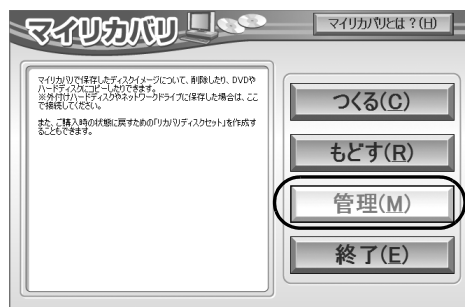 マイリカバリ
マイリカバリとは？(H)
マイリカバリで保存したディスクイメージについて、削除したり、DVDや
ハードディスクにコピーしたりできます。
※外付けハードディスクやネットワークドライブに保存した場合は、ここ
で接続してください。
また、ご購入時の状態に戻すための「リカバリディスクセット」を作成す
ることもできます。
つくる(C)
もどす(R)
管理(M)
終了(E)